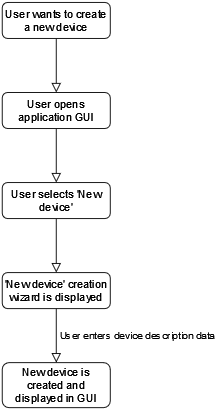 User wants to create
a new device
User opens
application GUI
User selects 'New
device'
'New device' creation
wizard is displayed
User enters device description data
New device is
created and
displayed in GUI